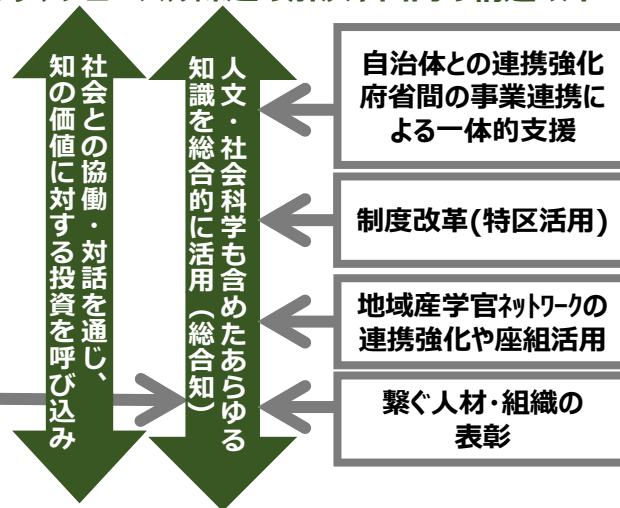 社会との協働・対話を通じ、
知の価値に対する投資を呼び込み
人文・社会科学も含めたあらゆる
知識を総合的に活用（総合知）
自治体との連携強化
府省間の事業連携に
よる一体的支援
制度改革(特区活用)
地域産学官ネットワークの
連携強化や座組活用
繋ぐ人材・組織の
表彰